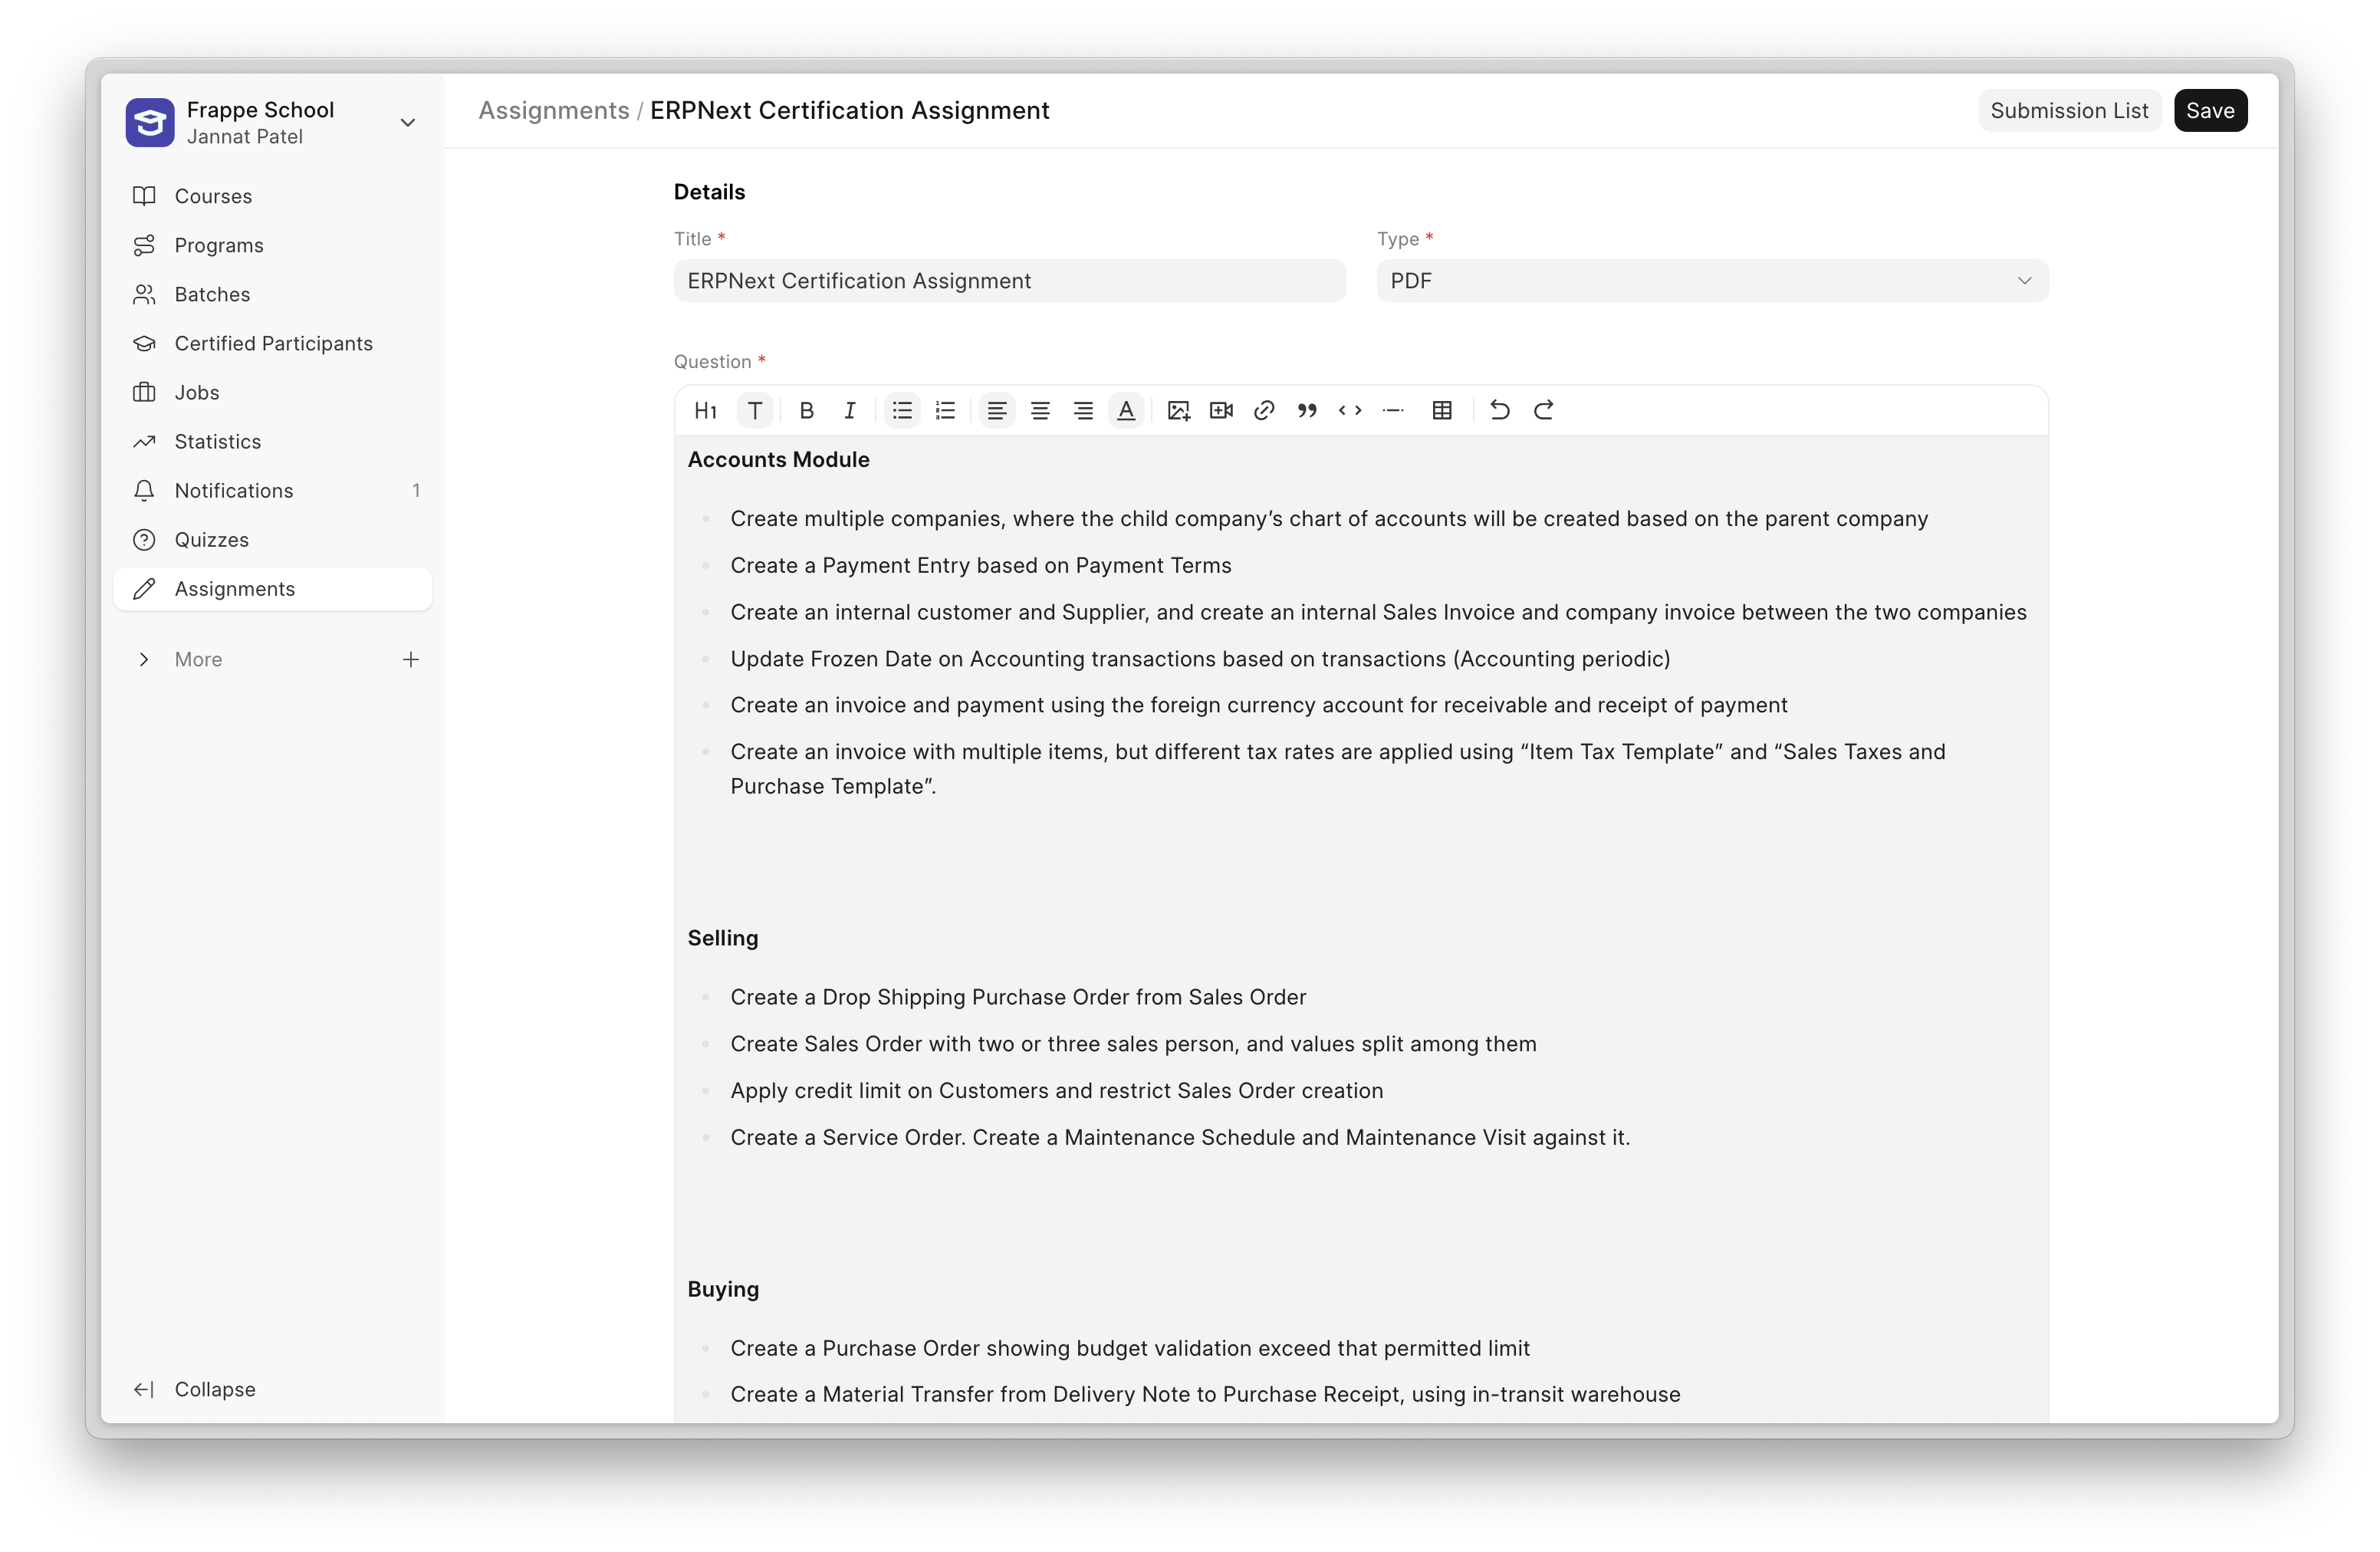 Frappe School
Jannat Patel
Courses
Programs
Batches
Certified Participants
Jobs
Statistics
Notifications 1
Quizzes
Assignments
More
Collapse
Assignments / ERPNext Certification Assignment
Submission List
Save
Details
Title *
ERPNext Certification Assignment
Type *
PDF
Question *
H1 T B I A
Accounts Module
Create multiple companies, where the child company’s chart of accounts will be created based on the parent company
Create a Payment Entry based on Payment Terms
Create an internal customer and Supplier, and create an internal Sales Invoice and company invoice between the two companies
Update Frozen Date on Accounting transactions based on transactions (Accounting periodic)
Create an invoice and payment using the foreign currency account for receivable and receipt of payment
Create an invoice with multiple items, but different tax rates are applied using “Item Tax Template” and “Sales Taxes and
Purchase Template”.
Selling
Create a Drop Shipping Purchase Order from Sales Order
Create Sales Order with two or three sales person, and values split among them
Apply credit limit on Customers and restrict Sales Order creation
Create a Service Order. Create a Maintenance Schedule and Maintenance Visit against it.
Buying
Create a Purchase Order showing budget validation exceed that permitted limit
Create a Material Transfer from Delivery Note to Purchase Receipt, using in-transit warehouse